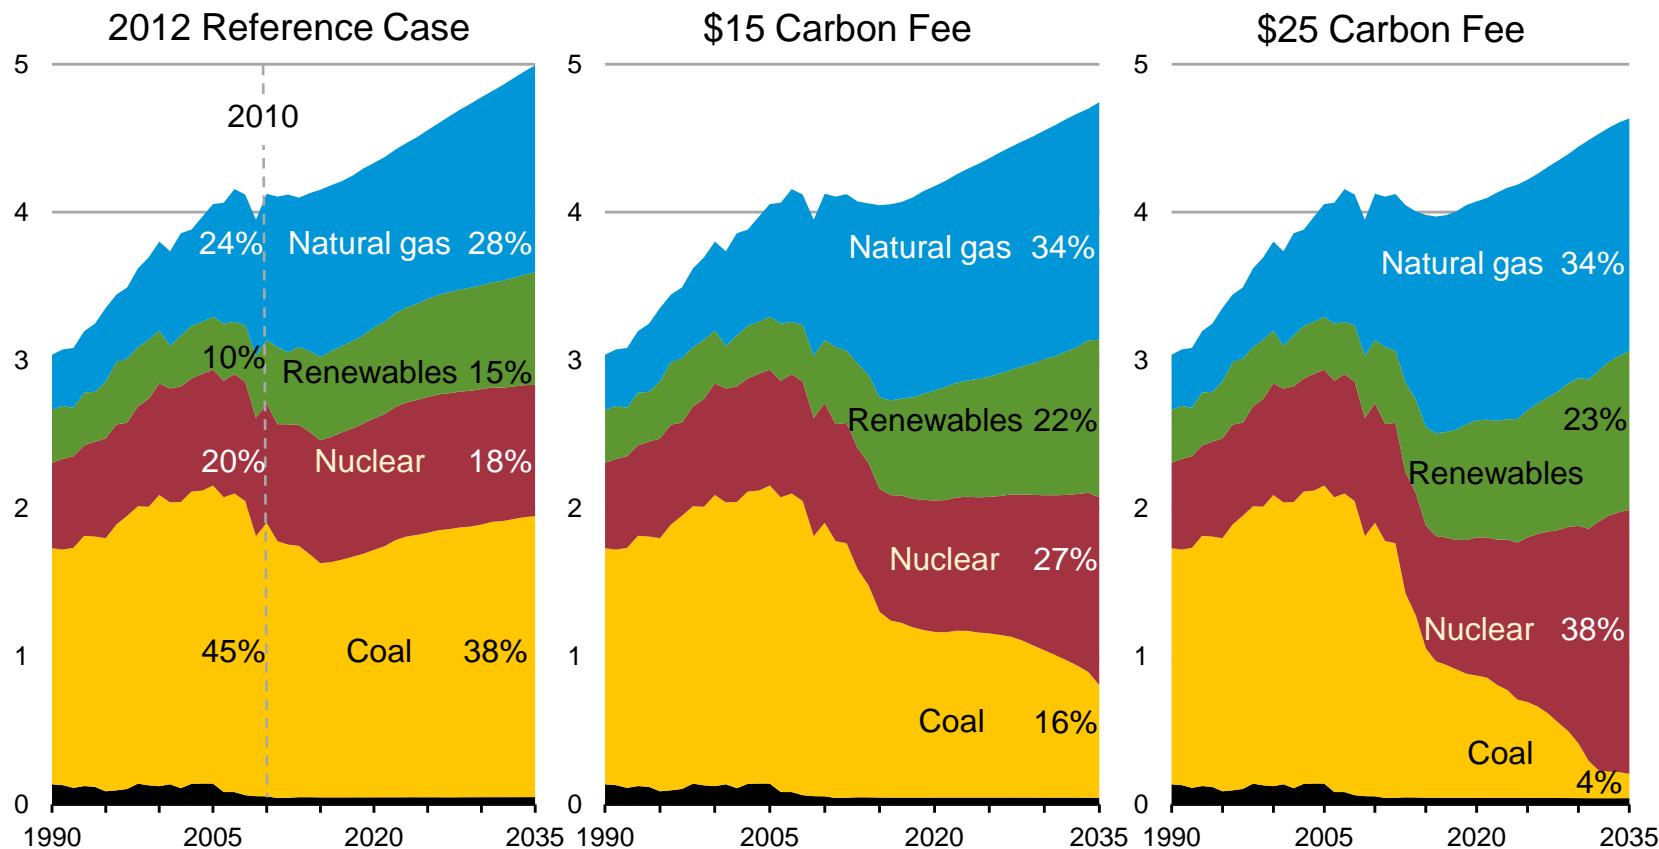 2012 Reference Case
$15 Carbon Fee
$25 Carbon Fee
5
2010
4
24% Natural gas 28%
3
10% Renewables 15%
20% Nuclear 18%
2
45% Coal 38%
1
0
1990 2005 2020 2035
5
4
Natural gas 34%
3
Renewables 22%
2
Nuclear 27%
1
Coal 16%
0
1990 2005 2020 2035
5
4
Natural gas 34%
3
23%
Renewables
2
Nuclear 38%
1
Coal
4%
0
1990 2005 2020 2035